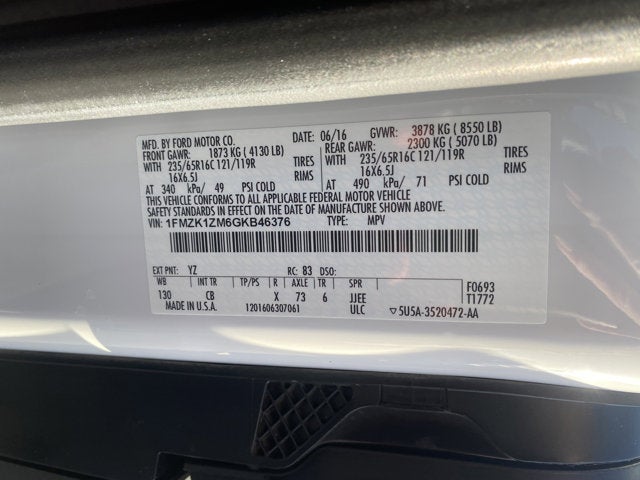 MFD. BY FORD MOTOR CO. DATE: 06/16 GVWR: 3878 KG ( 8550 LB)
FRONT GAWR: 1873 KG ( 4130 LB) REAR GAWR: 2300 KG ( 5070 LB)
WITH 235/65R16C 121/119R TIRES WITH 235/65R16C 121/119R TIRES
16X6.5J RIMS 16X6.5J RIMS
AT 340 kPa/ 49 PSI COLD AT 490 kPa/ 71 PSI COLD
THIS VEHICLE CONFORMS TO ALL APPLICABLE FEDERAL MOTOR VEHICLE
SAFETY STANDARDS IN EFFECT ON THE DATE OF MANUFACTURE SHOWN ABOVE.
VIN: 1FMZK1ZM6GKB46376 TYPE: MPV
EXT PNT: YZ RC: 83 DSO:
WB INT TR TP/PS R AXLE TR SPR F0693
130 CB X 73 6 JJEE T1772
MADE IN U.S.A. 1201606307061 ULC ▽5U5A-3520472-AA